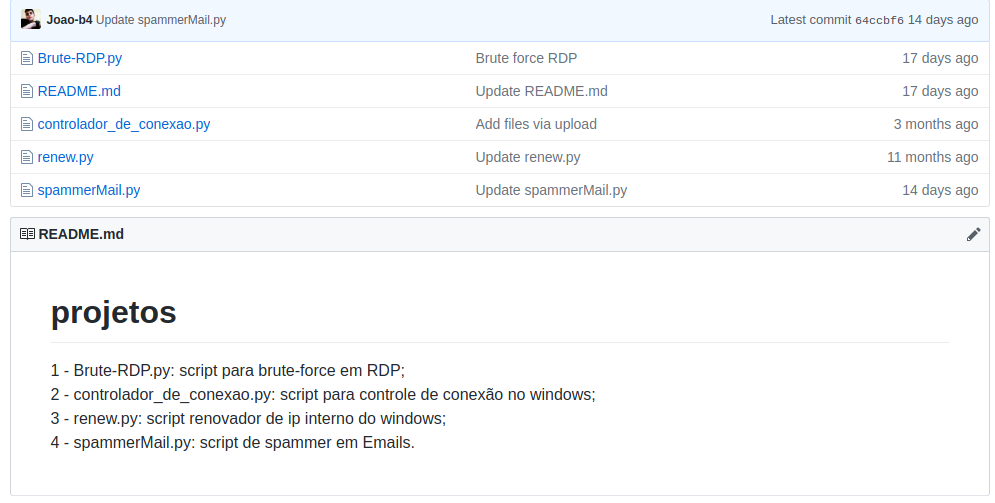 Joao-b4 Update spammerMail.py Latest commit 64ccbf6 14 days ago
Brute-RDP.py Brute force RDP 17 days ago
README.md Update README.md 17 days ago
controlador_de_conexao.py Add files via upload 3 months ago
renew.py Update renew.py 11 months ago
spammerMail.py Update spammerMail.py 14 days ago
README.md
projetos
1 - Brute-RDP.py: script para brute-force em RDP;
2 - controlador_de_conexao.py: script para controle de conexão no windows;
3 - renew.py: script renovador de ip interno do windows;
4 - spammerMail.py: script de spammer em Emails.